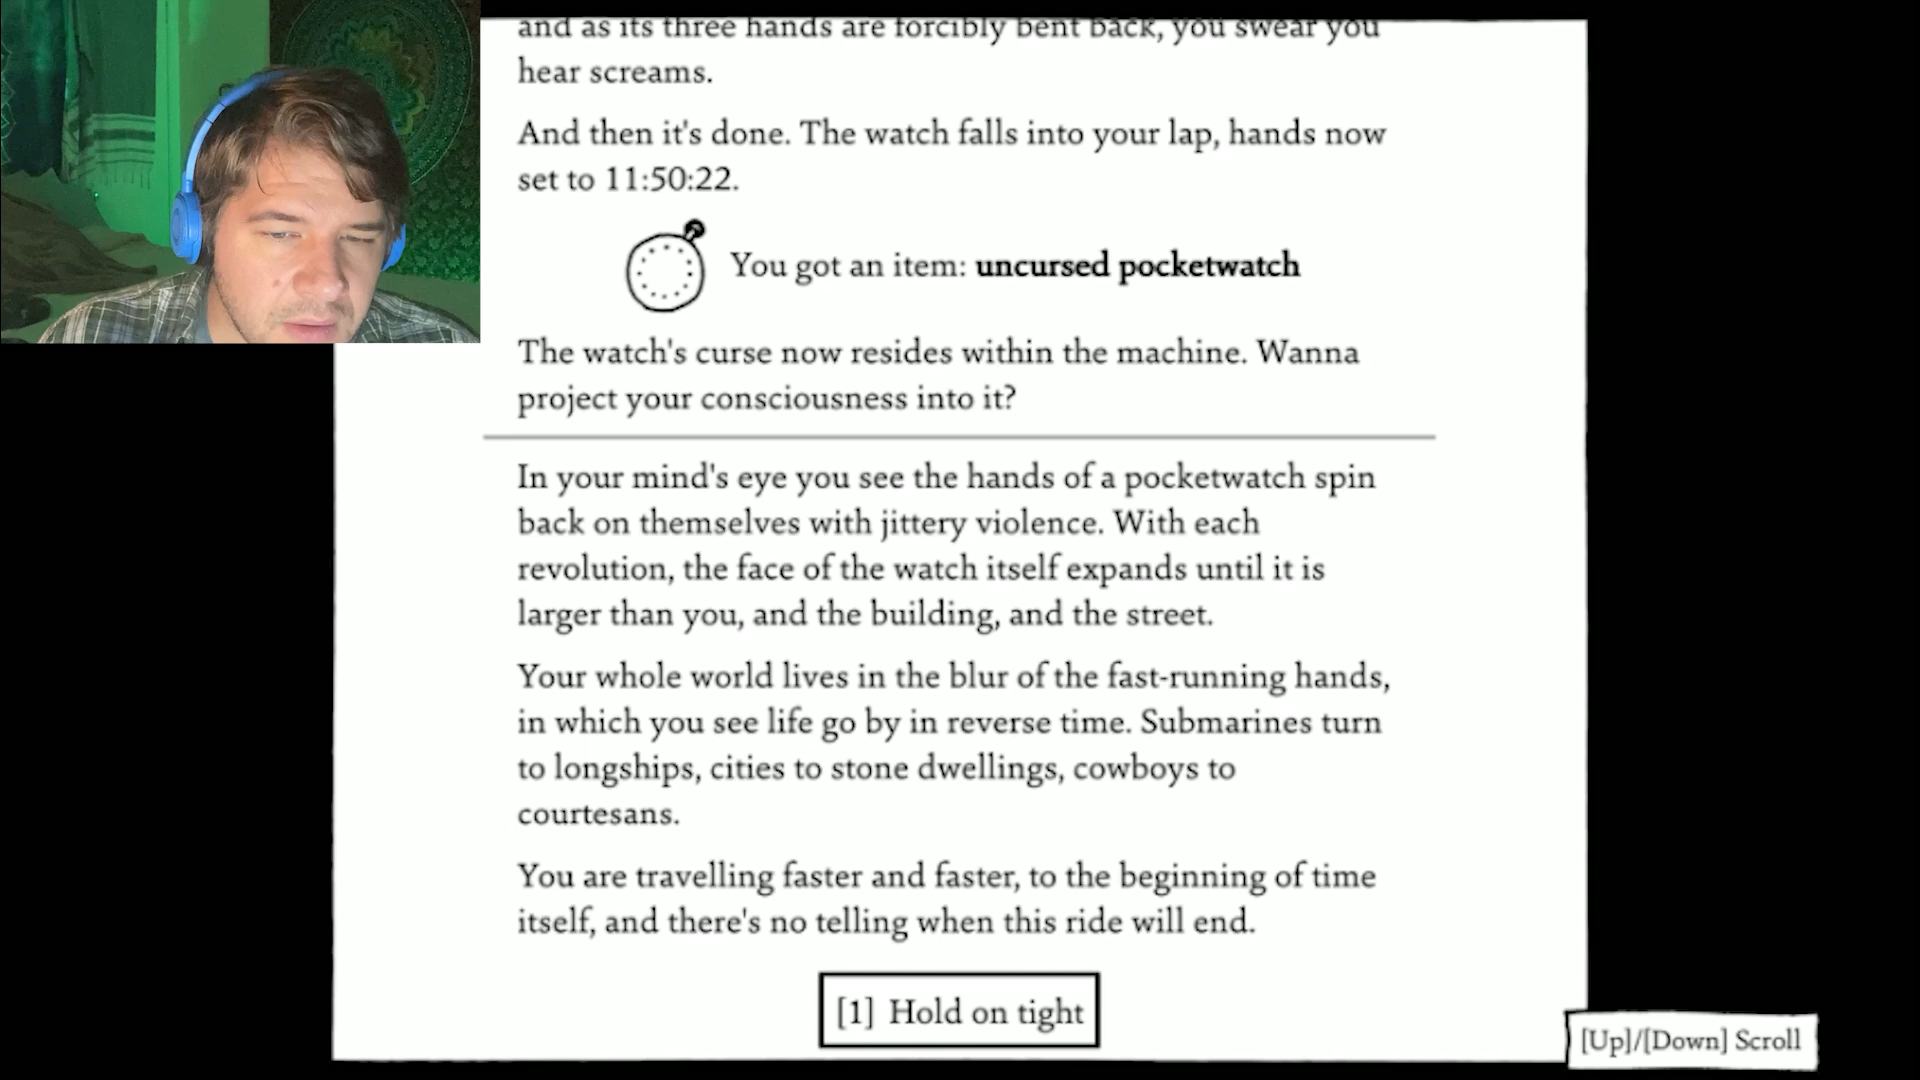 and as its three hands are forcibly bent back, you swear you
hear screams.
And then it's done. The watch falls into your lap, hands now
set to 11:50:22.
You got an item: uncursed pocketwatch
The watch's curse now resides within the machine. Wanna
project your consciousness into it?
In your mind's eye you see the hands of a pocketwatch spin
back on themselves with jittery violence. With each
revolution, the face of the watch itself expands until it is
larger than you, and the building, and the street.
Your whole world lives in the blur of the fast-running hands,
in which you see life go by in reverse time. Submarines turn
to longships, cities to stone dwellings, cowboys to
courtesans.
You are travelling faster and faster, to the beginning of time
itself, and there's no telling when this ride will end.
[1] Hold on tight
[Up]/[Down] Scroll